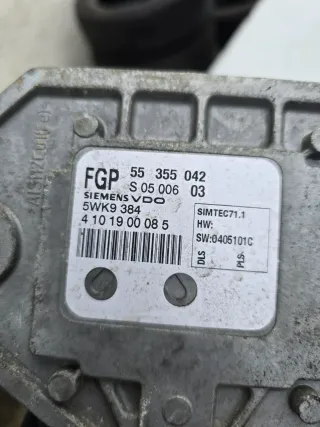 FGP 55 355 042
S 05 006 03
SIEMENS VDO
5WK9 384
4 10 19 00 08 5
SIMTEC71.1
HW:
SW:0405101C
DLS
PLS: